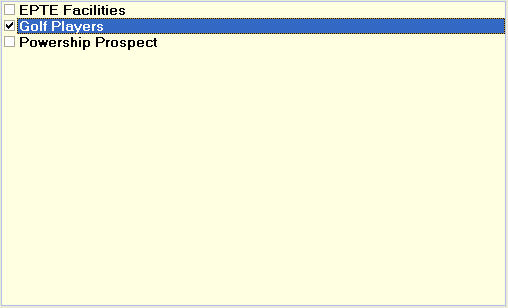 EPTE Facilities
Golf Players
Powership Prospect